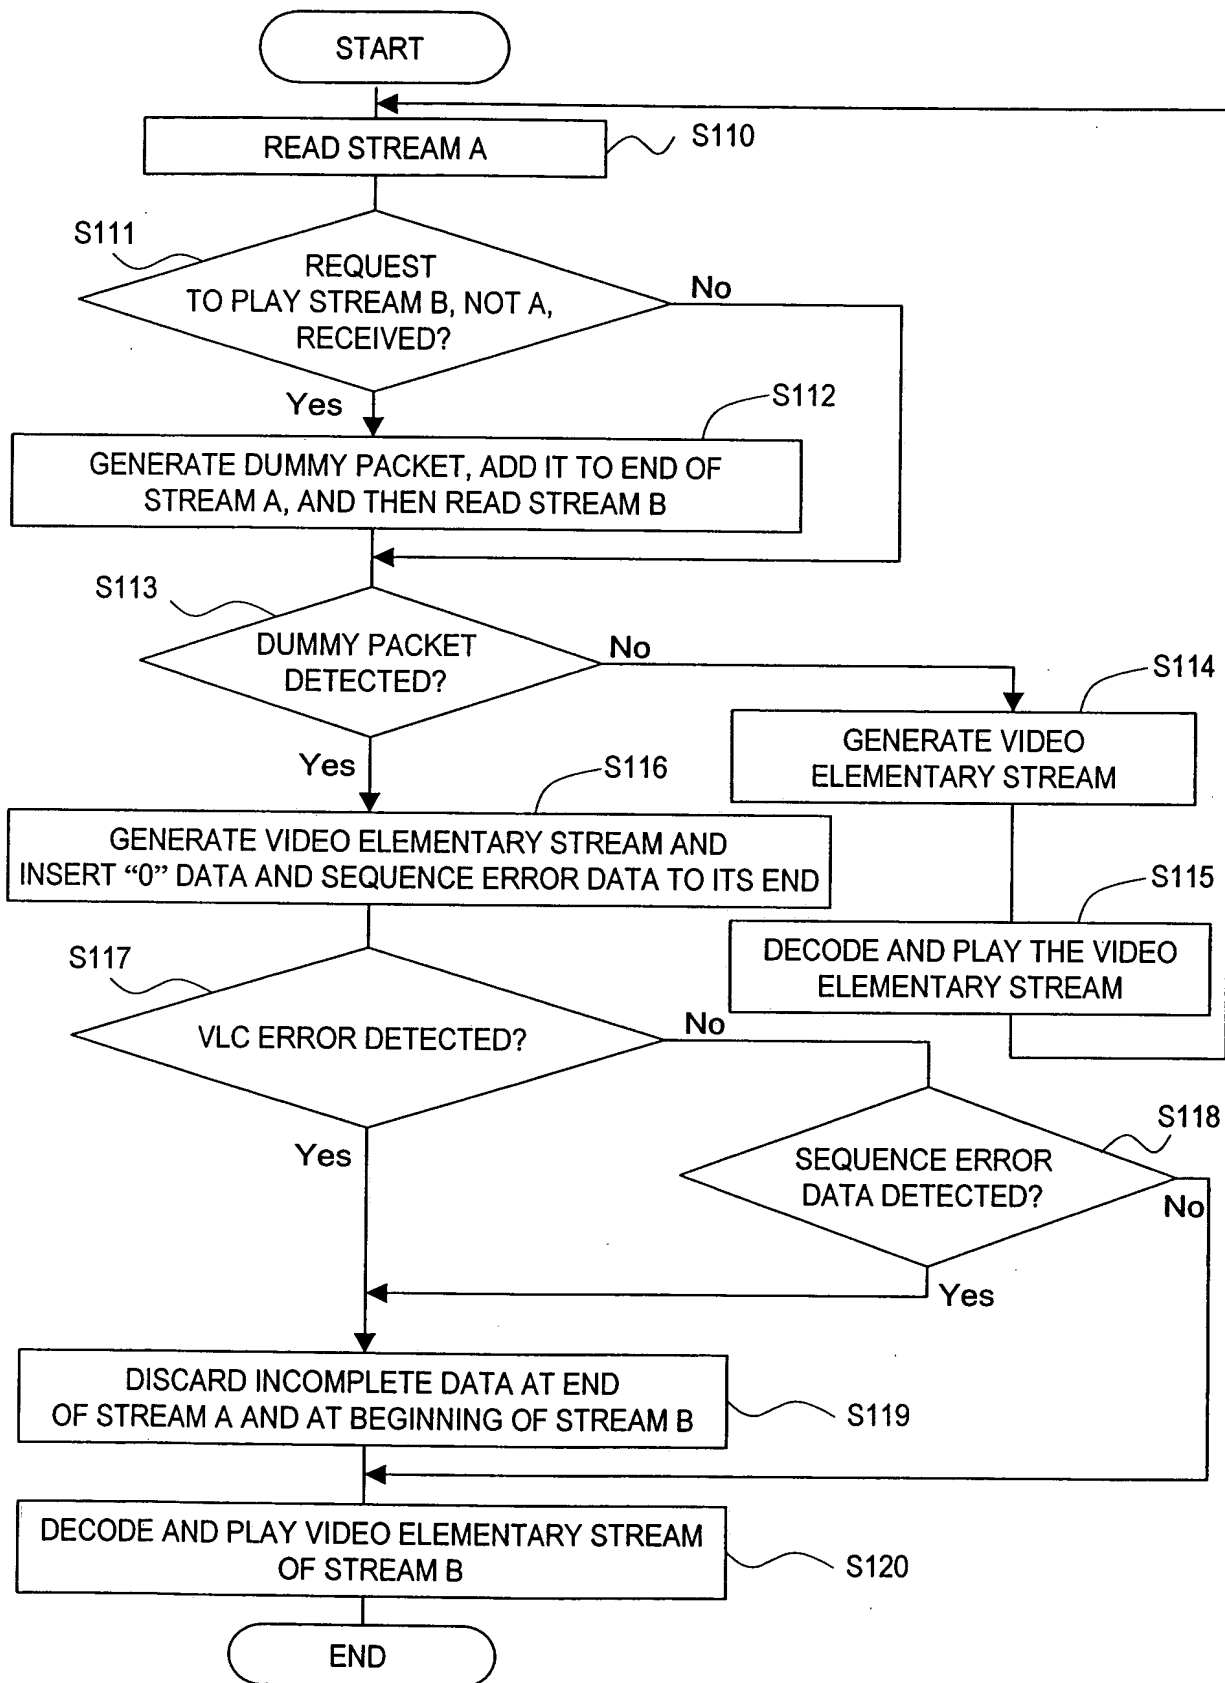 START
READ STREAM A
S110
S111
REQUEST
TO PLAY STREAM B, NOT A,
RECEIVED?
No
Yes
S112
GENERATE DUMMY PACKET, ADD IT TO END OF
STREAM A, AND THEN READ STREAM B
S113
DUMMY PACKET
DETECTED?
No
Yes
S114
GENERATE VIDEO
ELEMENTARY STREAM
S116
GENERATE VIDEO ELEMENTARY STREAM AND
INSERT “0” DATA AND SEQUENCE ERROR DATA TO ITS END
S115
DECODE AND PLAY THE VIDEO
ELEMENTARY STREAM
S117
VLC ERROR DETECTED?
No
Yes
S118
SEQUENCE ERROR
DATA DETECTED?
No
Yes
DISCARD INCOMPLETE DATA AT END
OF STREAM A AND AT BEGINNING OF STREAM B
S119
DECODE AND PLAY VIDEO ELEMENTARY STREAM
OF STREAM B
S120
END